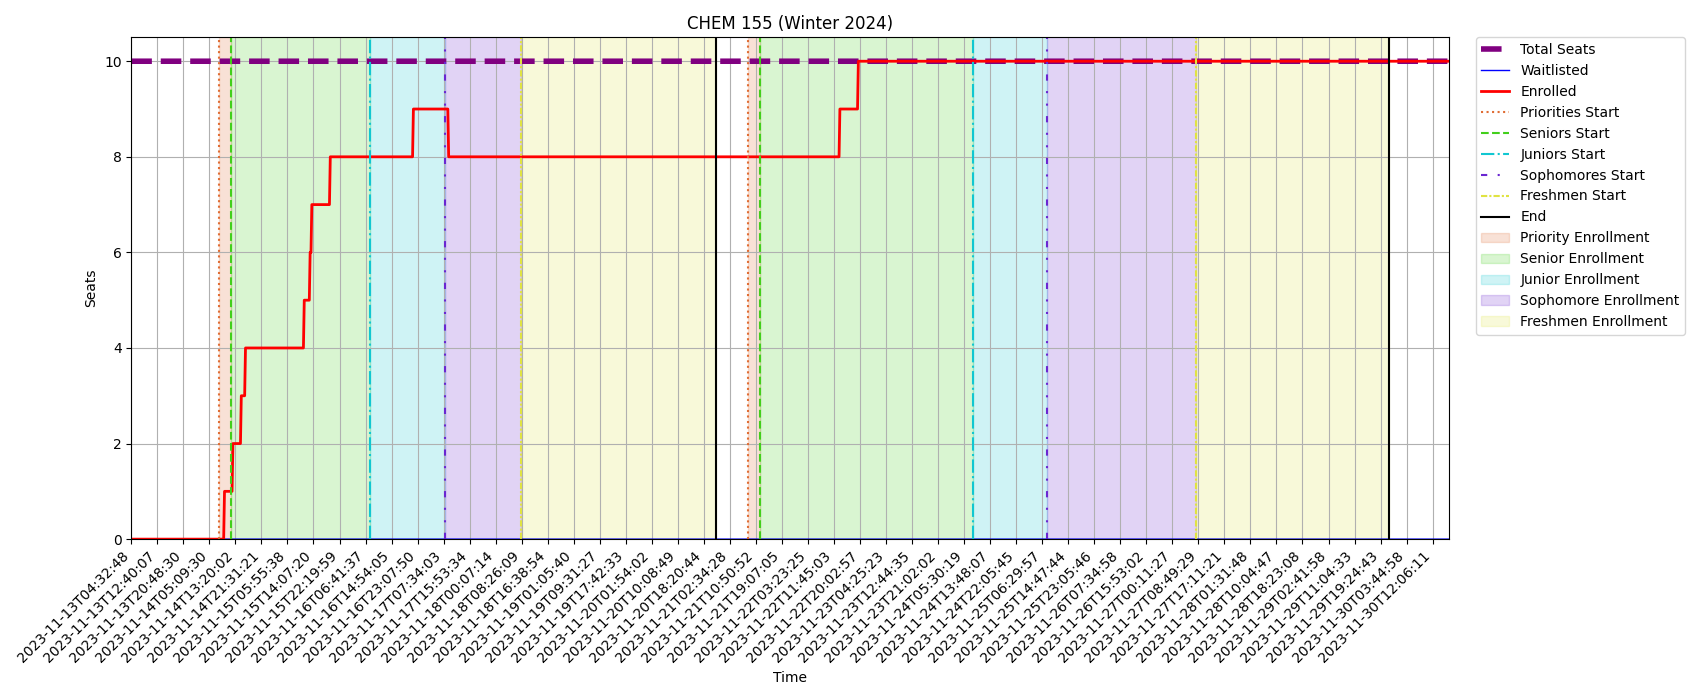 CHEM 155 (Winter 2024)
Seats
10
8
6
4
2
0
2023-11-13T04:32:48
2023-11-13T12:40:07
2023-11-13T20:48:30
2023-11-14T05:09:30
2023-11-14T13:20:02
2023-11-14T21:31:21
2023-11-15T05:55:38
2023-11-15T14:07:20
2023-11-15T22:19:59
2023-11-16T06:41:37
2023-11-16T14:54:05
2023-11-16T23:07:50
2023-11-17T07:34:03
2023-11-17T15:53:34
2023-11-18T00:07:14
2023-11-18T08:26:09
2023-11-18T16:38:54
2023-11-19T01:05:40
2023-11-19T09:31:27
2023-11-19T17:42:33
2023-11-20T01:54:02
2023-11-20T10:08:49
2023-11-20T18:20:44
2023-11-21T02:34:28
2023-11-21T10:50:52
2023-11-21T19:07:05
2023-11-22T03:23:25
2023-11-22T11:45:03
2023-11-22T20:02:57
2023-11-23T04:25:23
2023-11-23T12:44:35
2023-11-23T21:02:02
2023-11-24T05:30:19
2023-11-24T13:48:07
2023-11-24T22:05:45
2023-11-25T06:29:57
2023-11-25T14:47:44
2023-11-25T23:05:46
2023-11-26T07:34:58
2023-11-26T15:53:02
2023-11-27T00:11:27
2023-11-27T08:49:29
2023-11-27T17:11:21
2023-11-28T01:31:48
2023-11-28T10:04:47
2023-11-28T18:23:08
2023-11-29T02:41:58
2023-11-29T11:04:33
2023-11-29T19:24:43
2023-11-30T03:44:58
2023-11-30T12:06:11
Time
Total Seats
Waitlisted
Enrolled
Priorities Start
Seniors Start
Juniors Start
Sophomores Start
Freshmen Start
End
Priority Enrollment
Senior Enrollment
Junior Enrollment
Sophomore Enrollment
Freshmen Enrollment